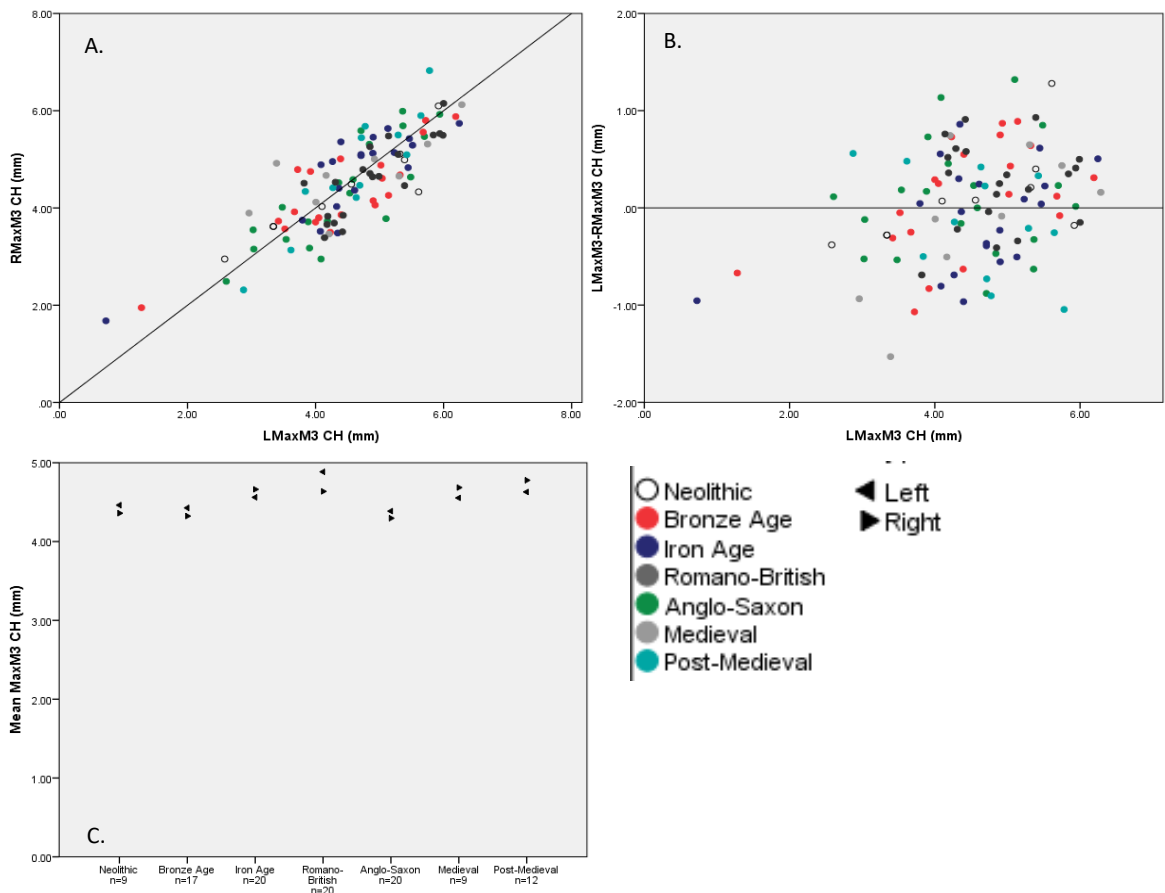 8.00
A.
6.00
4.00
2.00
.00
RMaxM3 CH (mm)
.00
2.00
4.00
6.00
8.00
LMaxM3 CH (mm)
2.00
B.
1.00
.00
-1.00
-2.00
LMaxM3-RMaxM3 CH (mm)
.00
2.00
4.00
6.00
LMaxM3 CH (mm)
5.00
4.00
3.00
2.00
1.00
0.00
Mean MaxM3 CH (mm)
C.
Neolithic
n=9
Bronze Age
n=17
Iron Age
n=20
Romano-
British
n=20
Anglo-Saxon
n=20
Medieval
n=9
Post-Medieval
n=12
Neolithic
Bronze Age
Iron Age
Romano-British
Anglo-Saxon
Medieval
Post-Medieval
Left
Right